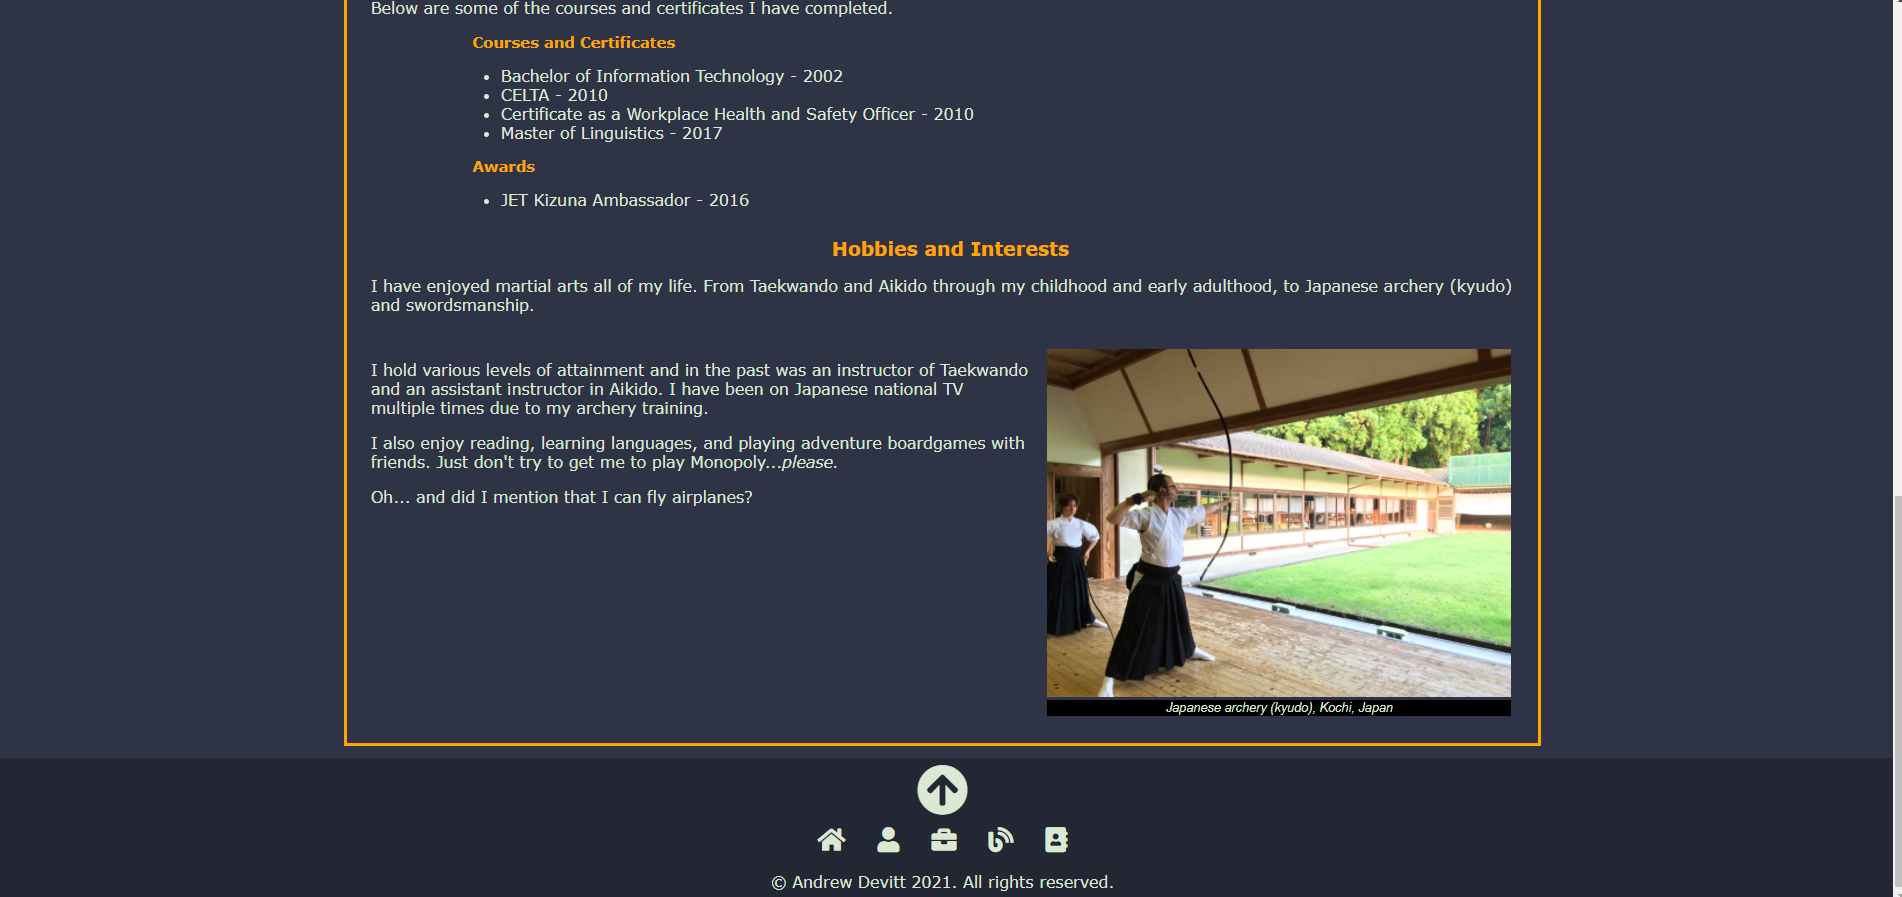 Below are some of the courses and certificates I have completed.
Courses and Certificates
• Bachelor of Information Technology - 2002
• CELTA - 2010
• Certificate as a Workplace Health and Safety Officer - 2010
• Master of Linguistics - 2017
Awards
• JET Kizuna Ambassador - 2016
Hobbies and Interests
I have enjoyed martial arts all of my life. From Taekwando and Aikido through my childhood and early adulthood, to Japanese archery (kyudo)
and swordsmanship.
I hold various levels of attainment and in the past was an instructor of Taekwando
and an assistant instructor in Aikido. I have been on Japanese national TV
multiple times due to my archery training.
I also enjoy reading, learning languages, and playing adventure boardgames with
friends. Just don't try to get me to play Monopoly...please.
Oh... and did I mention that I can fly airplanes?
Japanese archery (kyudo), Kochi, Japan
© Andrew Devitt 2021. All rights reserved.